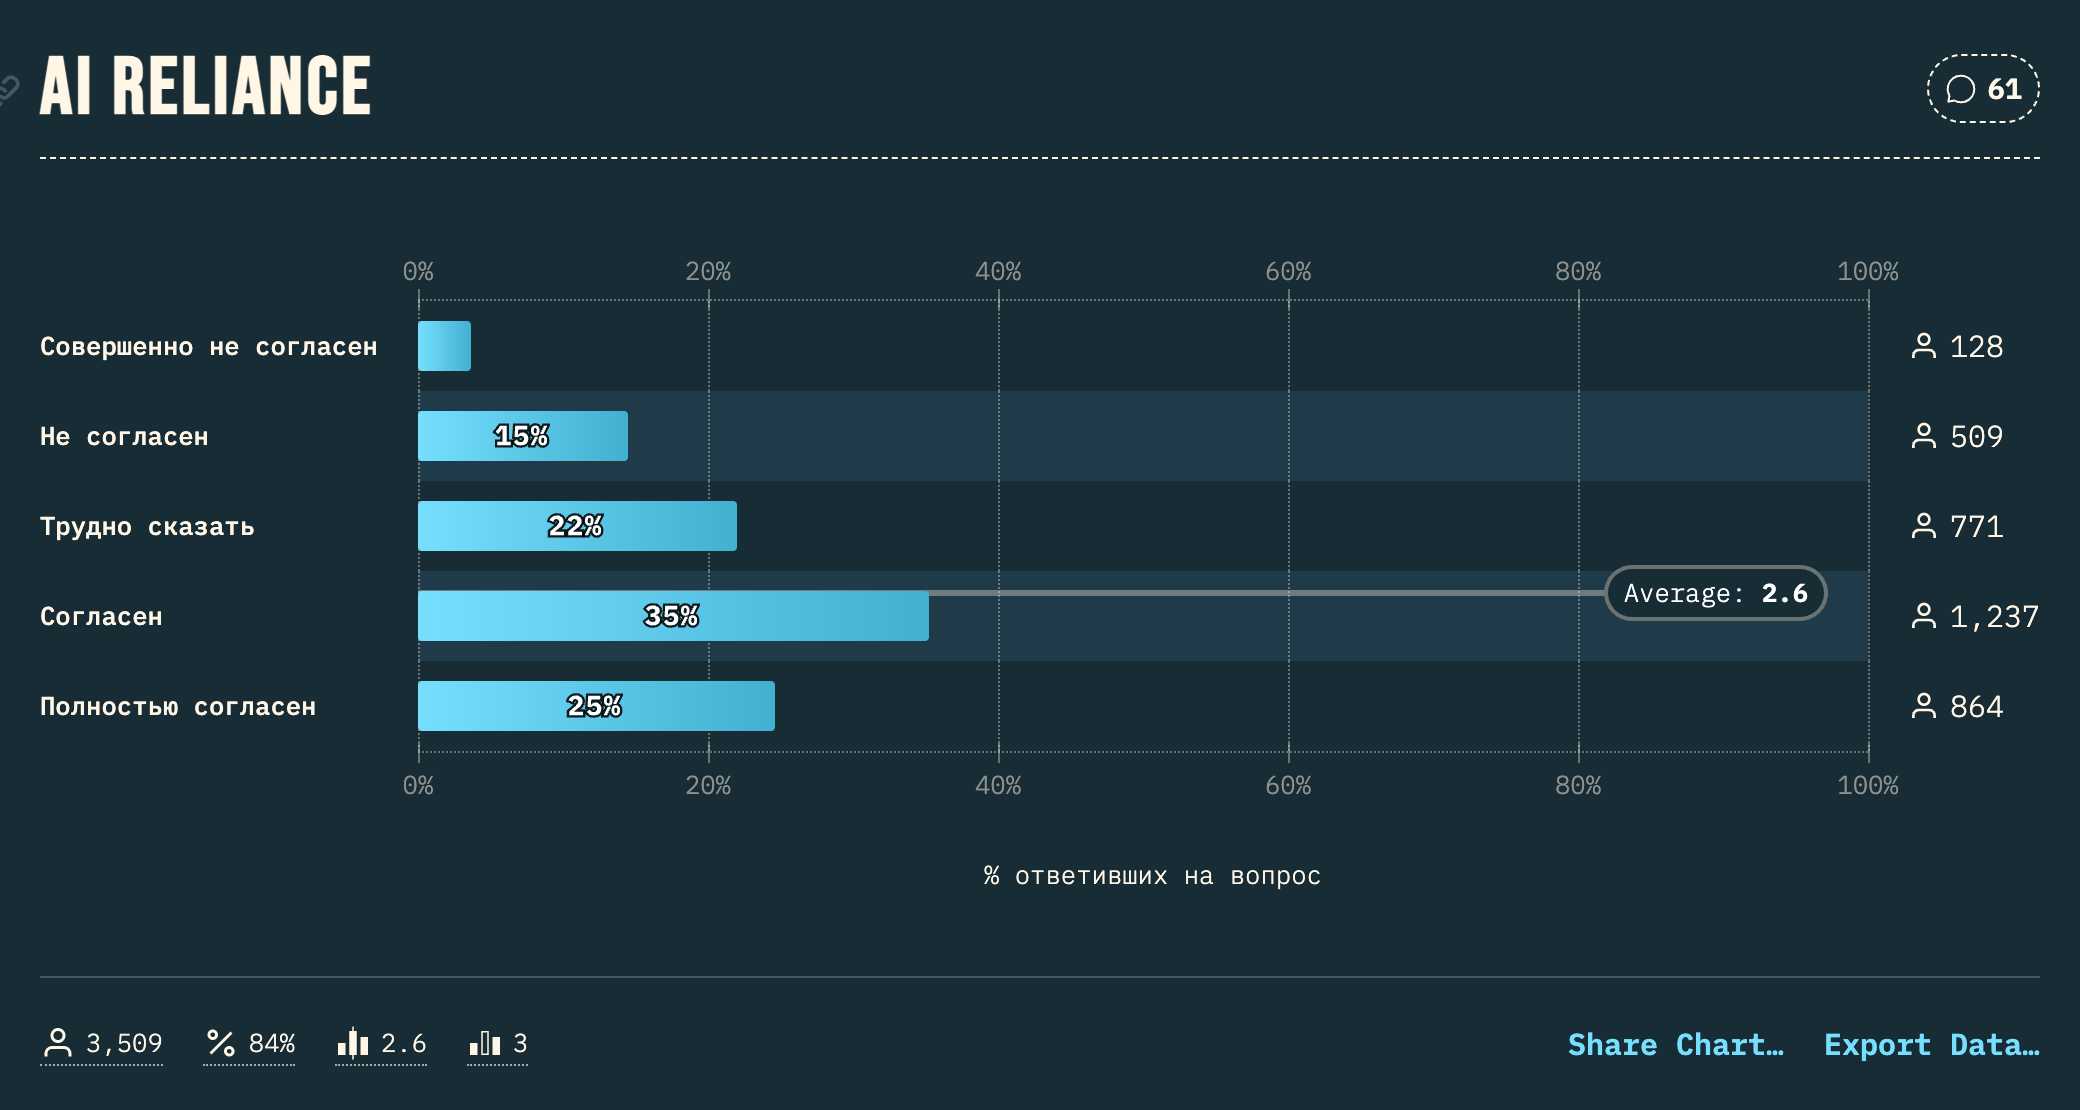 AI RELIANCE
61
0% 20% 40% 60% 80% 100%
Совершенно не согласен 128
Не согласен 15% 509
Трудно сказать 22% 771
Average: 2.6
Согласен 35% 1,237
Полностью согласен 25% 864
0% 20% 40% 60% 80% 100%
% ответивших на вопрос
3,509 84% 2.6 3 Share Chart… Export Data…